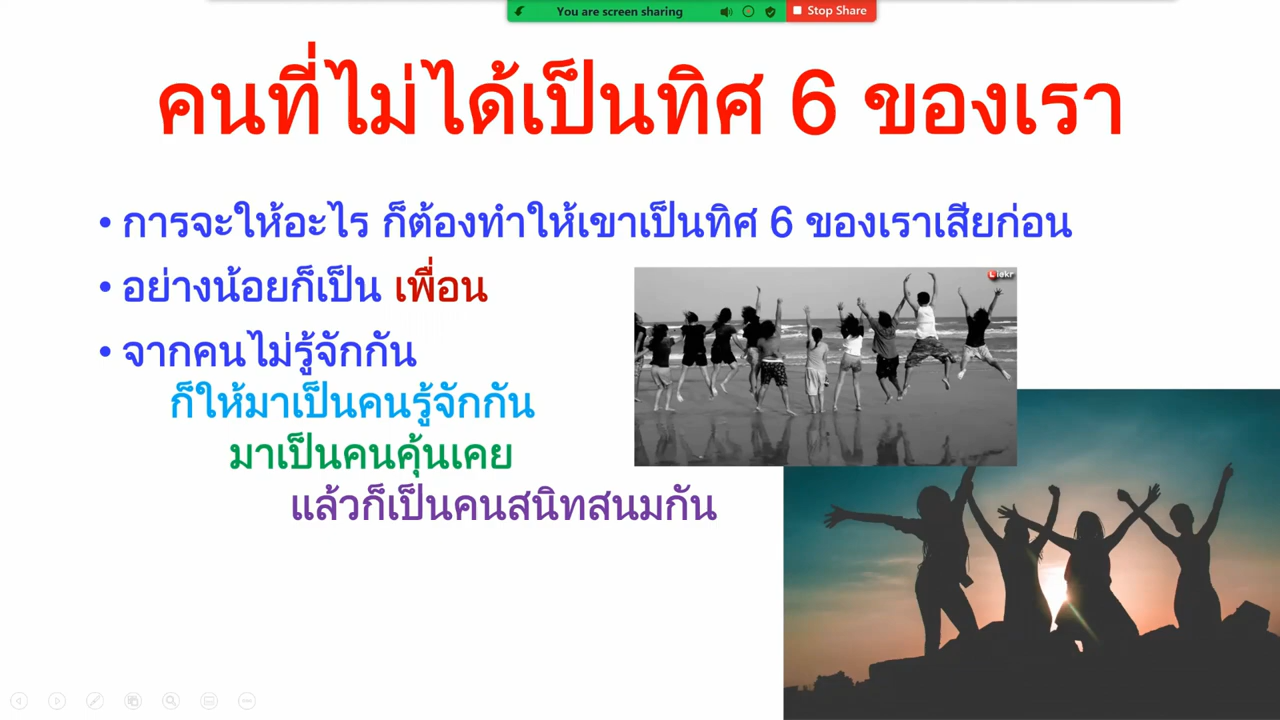 You are screen sharing
Stop Share
คนที่ไม่ได้เป็นทิศ 6 ของเรา
• การจะให้อะไร ก็ต้องทำให้เขาเป็นทิศ 6 ของเราเสียก่อน
• อย่างน้อยก็เป็น เพื่อน
• จากคนไม่รู้จักกัน
ก็ให้มาเป็นคนรู้จักกัน
มาเป็นคนคุ้นเคย
แล้วก็เป็นคนสนิทสนมกัน